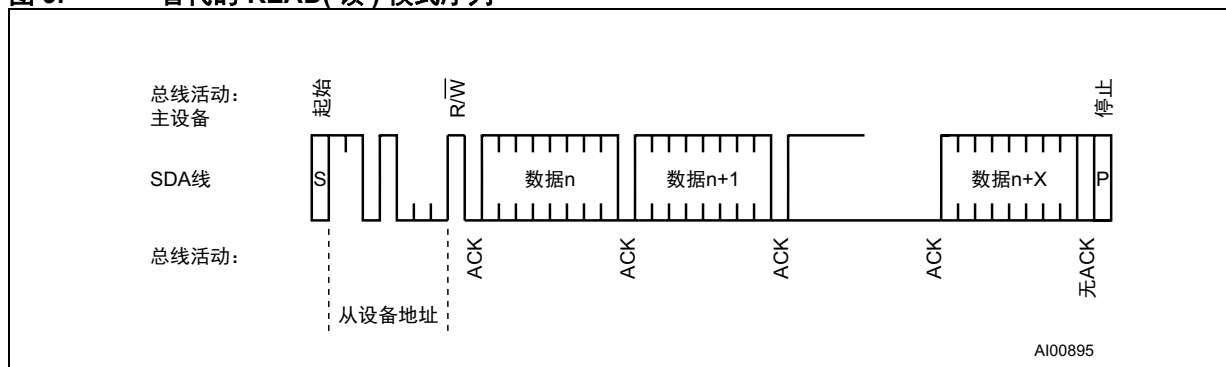 总线活动：
主设备
起始
R/W
停止
SDA线
S
数据n
数据n+1
数据n+X
P
总线活动：
ACK
ACK
ACK
ACK
无ACK
从设备地址
AI00895